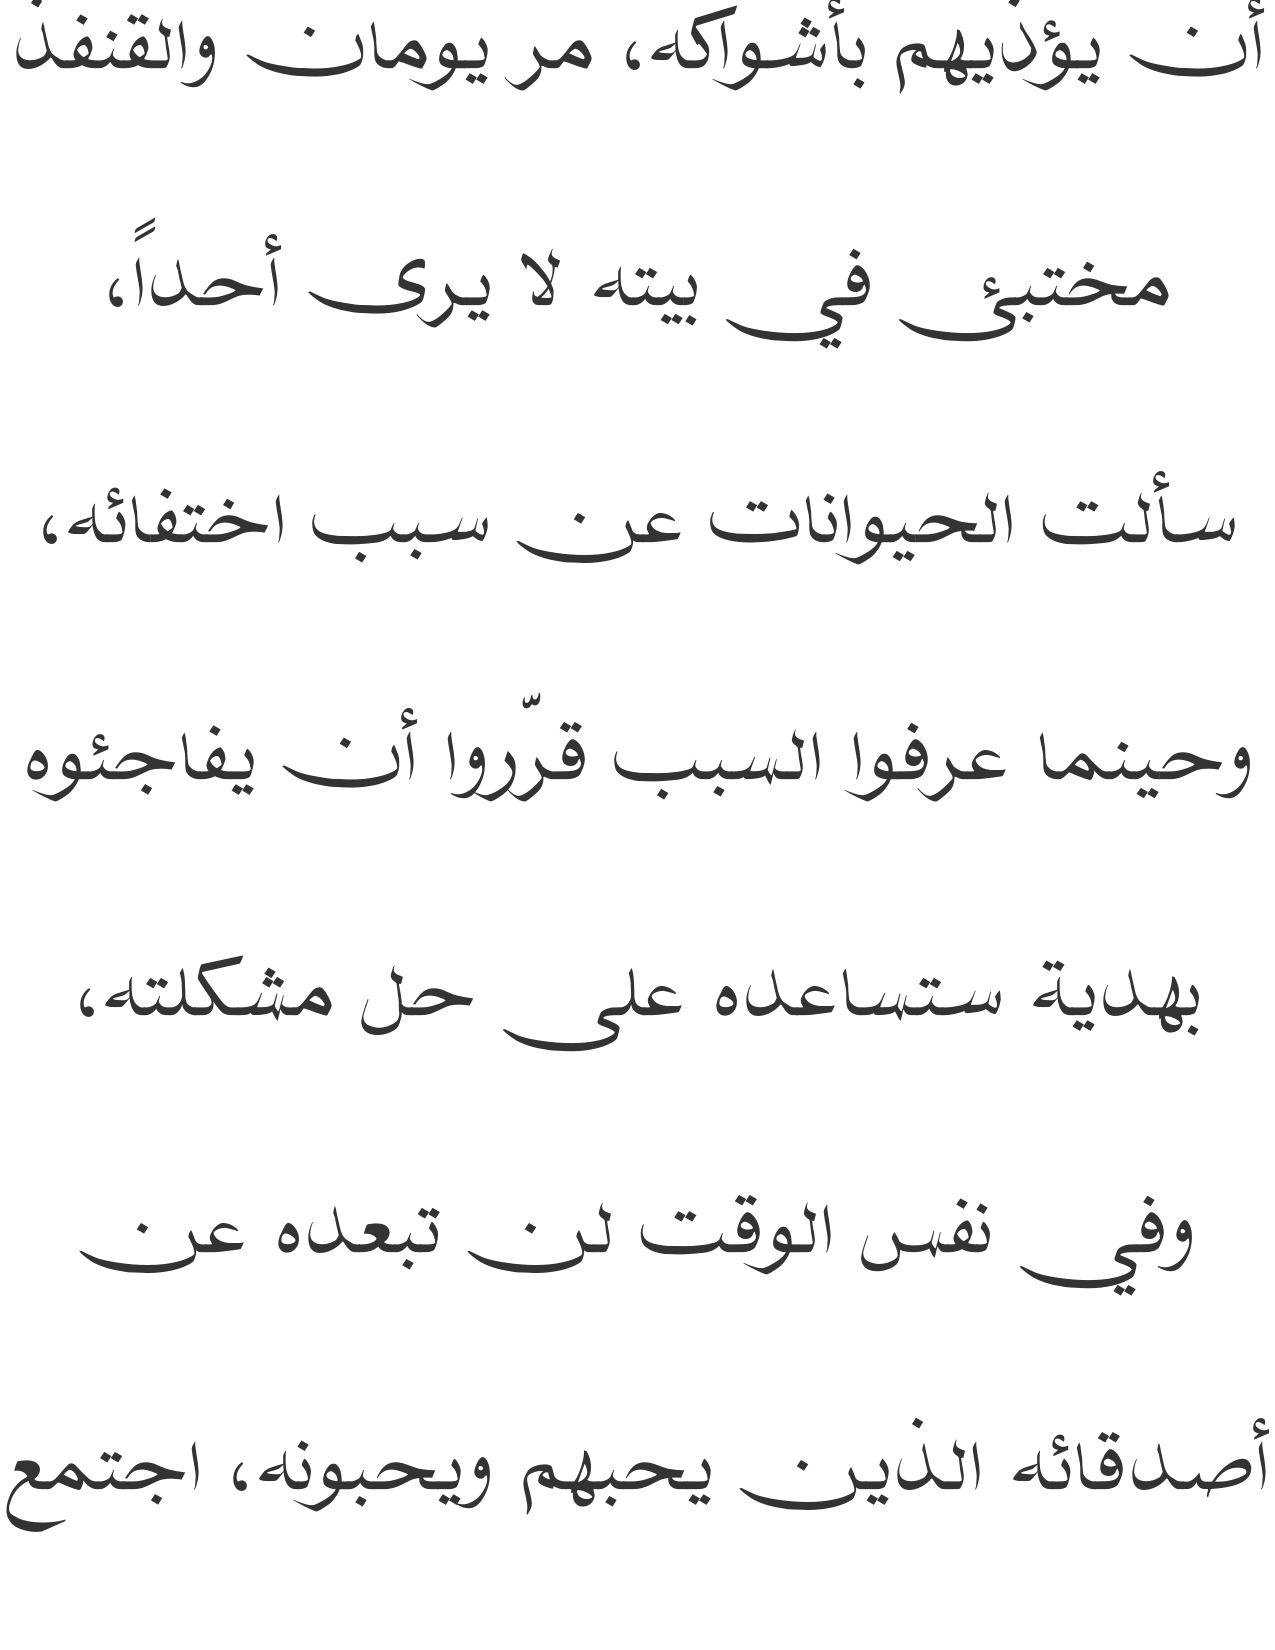 أن يؤذيهم بأشواكه، مر يومان والقنفذ
مختبئ في بيته لا يرى أحداً،
سألت الحيوانات عن سبب اختفائه،
وحينما عرفوا السبب قرّروا أن يفاجئوه
بهدية ستساعده على حل مشكلته،
وفي نفس الوقت لن تبعده عن
أصدقائه الذين يحبهم ويحبونه، اجتمع